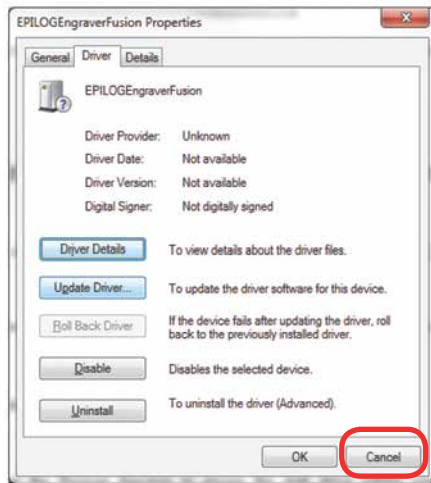 EPILOGEngraverFusion Properties
General Driver Details
EPILOGEngraverFusion
Driver Provider: Unknown
Driver Date: Not available
Driver Version: Not available
Digital Signer: Not digitally signed
Driver Details To view details about the driver files.
Update Driver... To update the driver software for this device.
Roll Back Driver If the device fails after updating the driver, roll
back to the previously installed driver.
Disable Disables the selected device.
Uninstall To uninstall the driver (Advanced).
OK Cancel